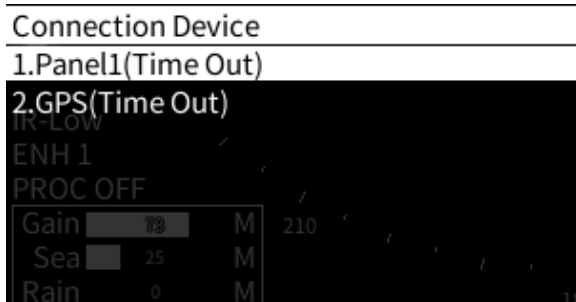 Connection Device
1.Panel1(Time Out)
2.GPS(Time Out)
IR-Low
ENH 1
PROC OFF
Gain 78 M 210
Sea 25 M
Rain 0 M